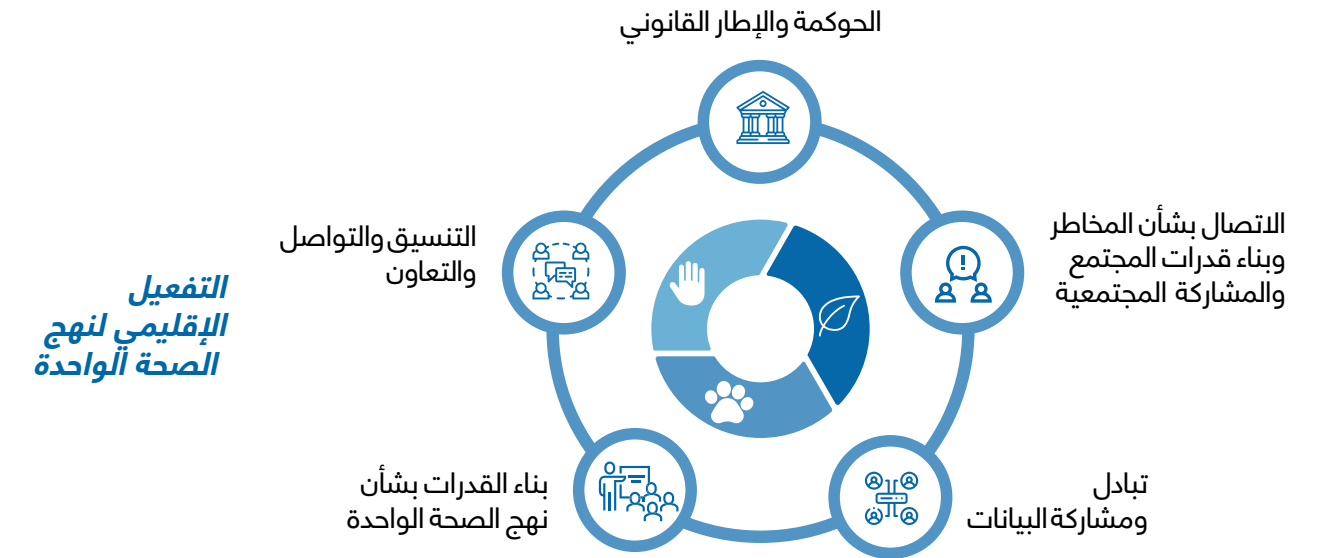 الحوكمة والإطار القانوني
الاتصال بشأن المخاطر
وبناء قدرات المجتمع
والمشاركة المجتمعية
التنسيق والتواصل
والتعاون
التفعيل
الإقليمي لنهج
الصحة الواحدة
تبادل
ومشاركة البيانات
بناء القدرات بشأن
نهج الصحة الواحدة